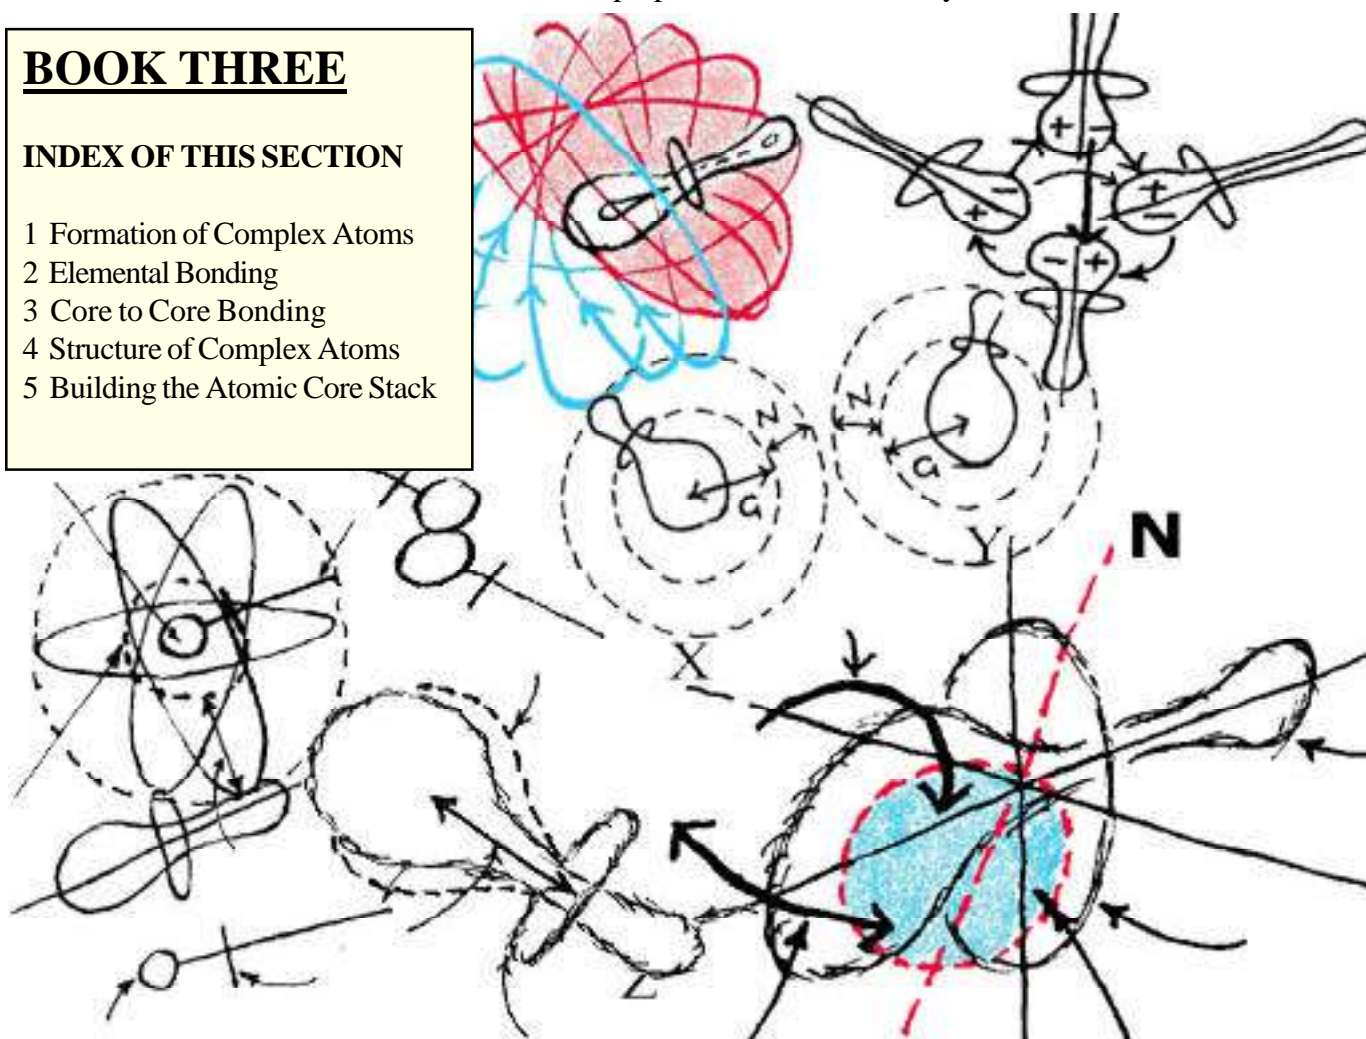 BOOK THREE
INDEX OF THIS SECTION
1 Formation of Complex Atoms
2 Elemental Bonding
3 Core to Core Bonding
4 Structure of Complex Atoms
5 Building the Atomic Core Stack
+ -
- +
+ -
- +
Z
a
X
Z
a
Y
N